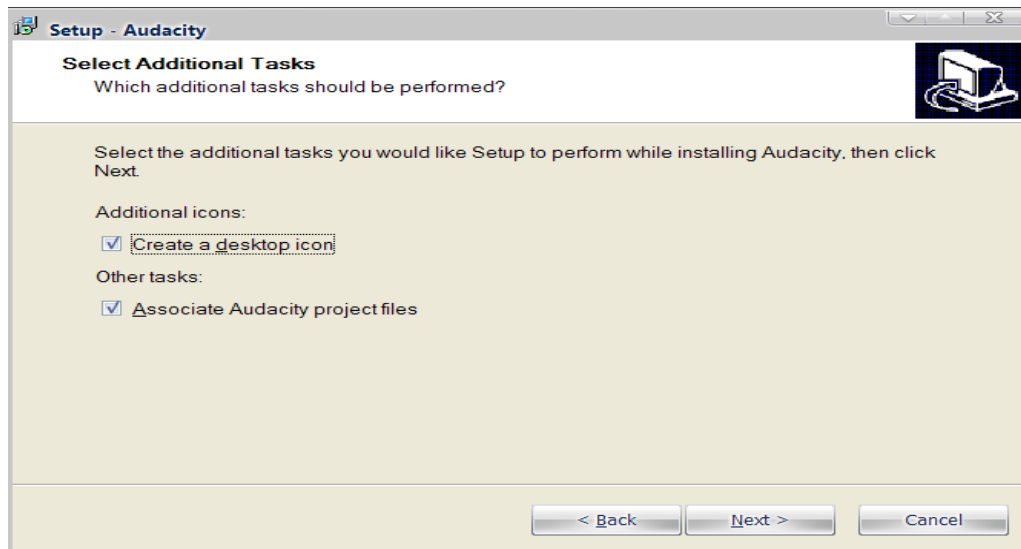 Setup - Audacity
Select Additional Tasks
Which additional tasks should be performed?
Select the additional tasks you would like Setup to perform while installing Audacity, then click
Next.
Additional icons:
Create a desktop icon
Other tasks:
Associate Audacity project files
< Back Next > Cancel